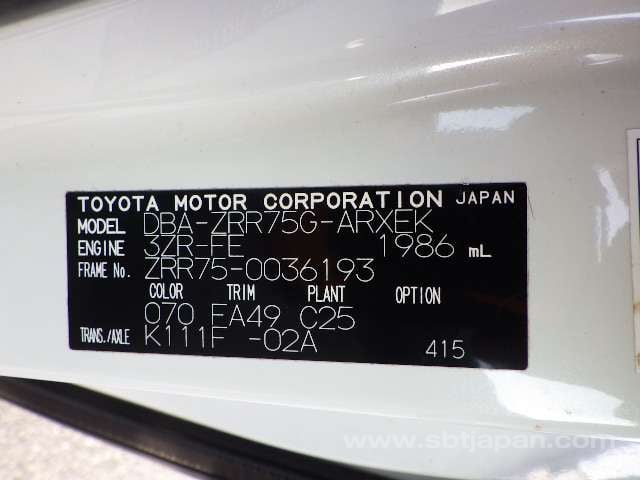 TOYOTA MOTOR CORPORATION JAPAN
MODEL DBA-ZRR75G-ARXEK
ENGINE 3ZR-FE 1986 mL
FRAME No. ZRR75-0036193
COLOR TRIM PLANT OPTION
070 FA49 C25
TRANS./AXLE K111F -02A
415
www.sbtjapan.com